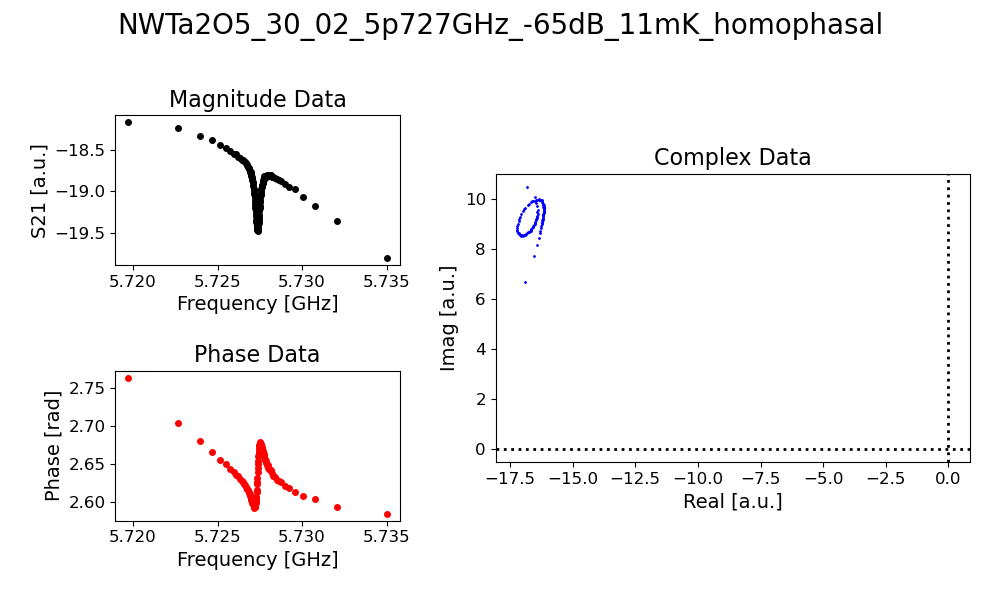 NWTa2O5_30_02_5p727GHz_-65dB_11mK_homophasal
Magnitude Data
S21 [a.u.]
−18.5
−19.0
−19.5
5.720 5.725 5.730 5.735
Frequency [GHz]
Phase Data
Phase [rad]
2.75
2.70
2.65
2.60
5.720 5.725 5.730 5.735
Frequency [GHz]
Complex Data
Imag [a.u.]
10
8
6
4
2
0
−17.5 −15.0 −12.5 −10.0 −7.5 −5.0 −2.5 0.0
Real [a.u.]